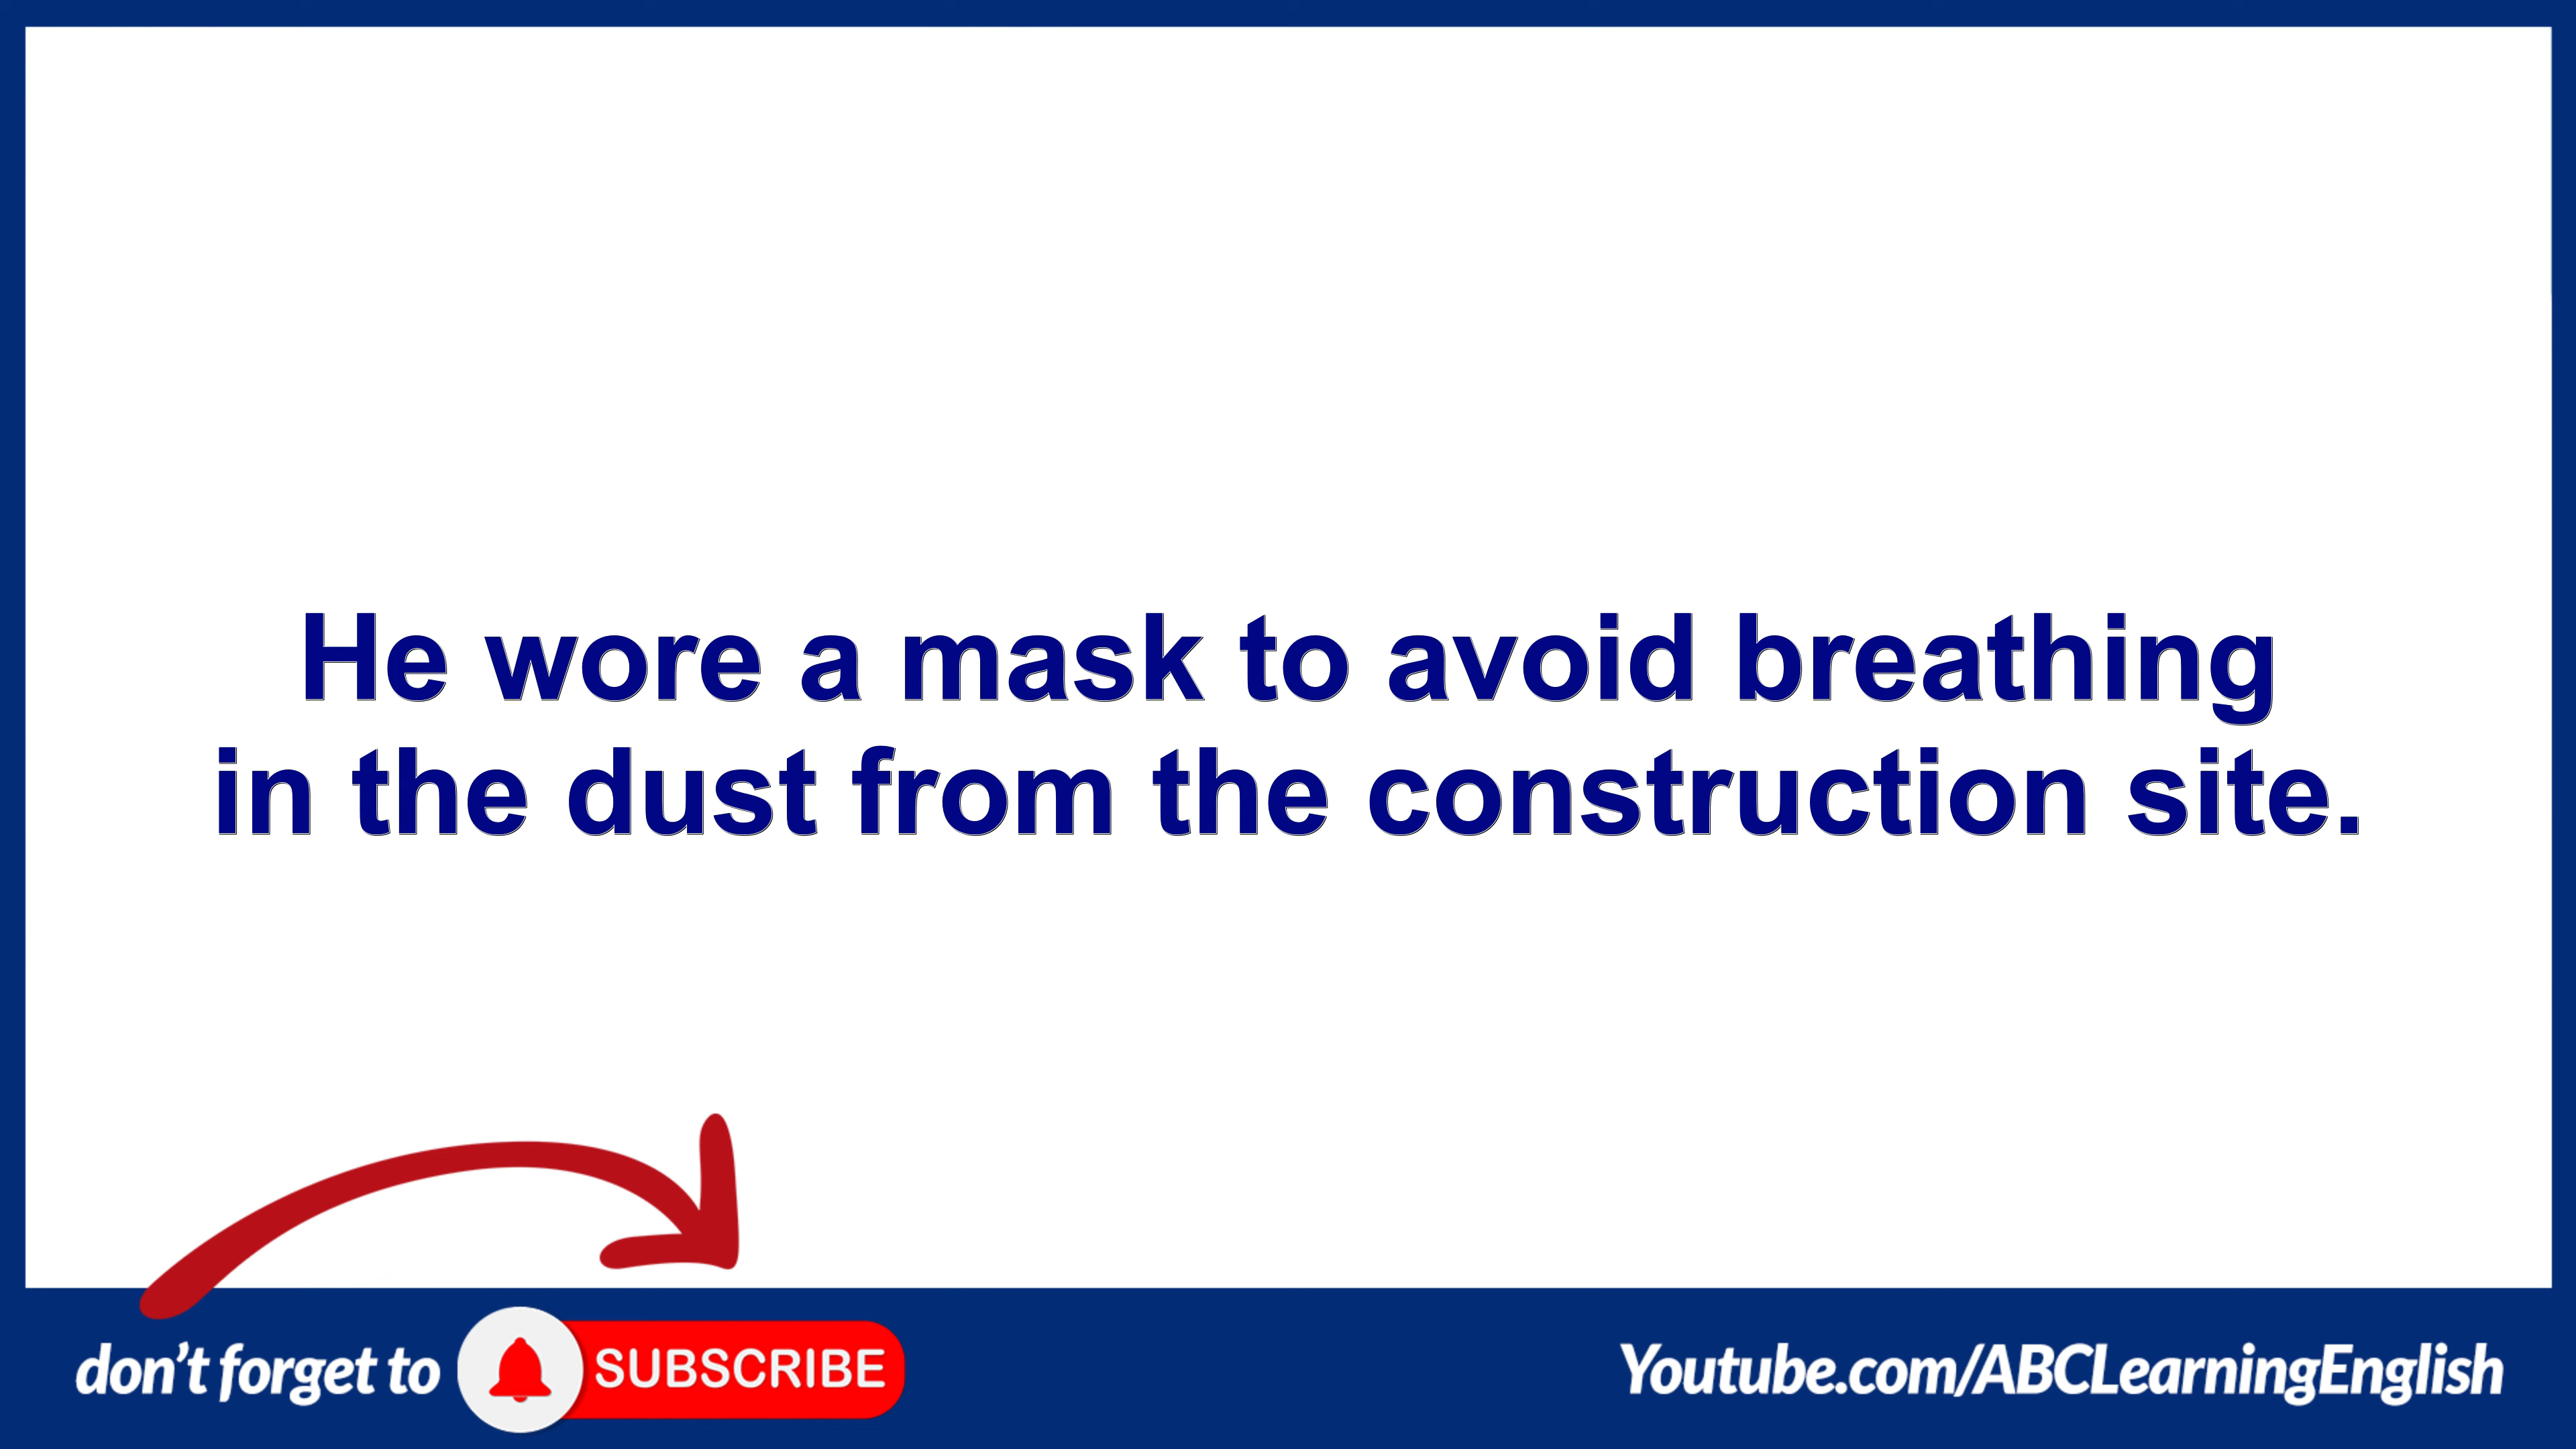 He wore a mask to avoid breathing
in the dust from the construction site.
don't forget to SUBSCRIBE
Youtube.com/ABCLearningEnglish